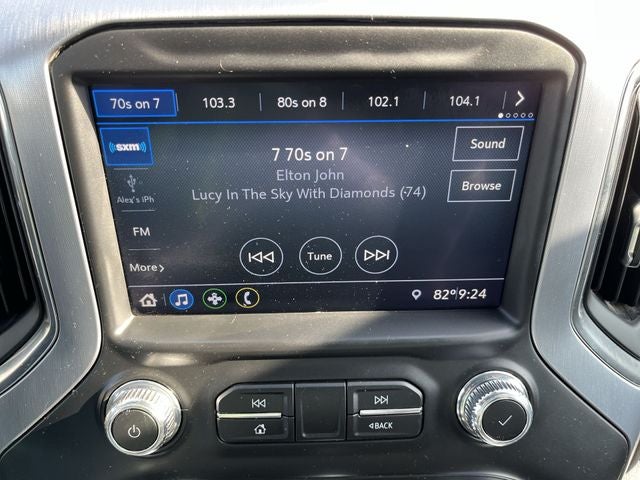 70s on 7 103.3 80s on 8 102.1 104.1
((sxm))
7 70s on 7
Sound
Elton John
Alex's iPh
Lucy In The Sky With Diamonds (-74)
Browse
FM
Tune
More
82° 9:24
BACK